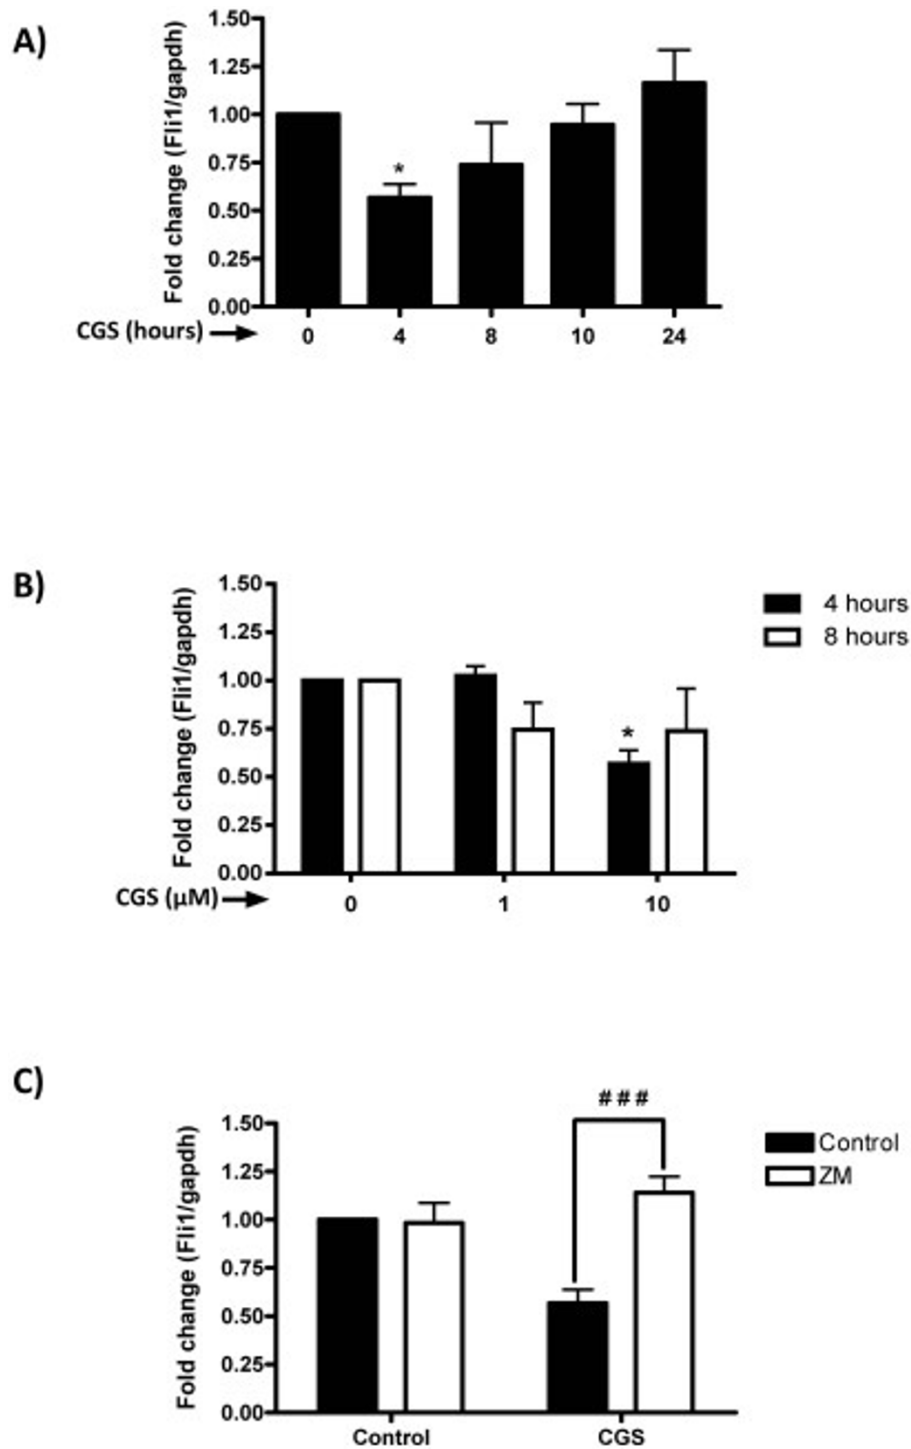 A)
Fold change (Fli1/gapdh)
1.50
1.25
1.00
0.75
0.50
0.25
0.00
*
CGS (hours)
0 4 8 10 24
B)
Fold change (Fli1/gapdh)
1.50
1.25
1.00
0.75
0.50
0.25
0.00
*
4 hours
8 hours
CGS (μM)
0 1 10
C)
Fold change (Fli1/gapdh)
1.50
1.25
1.00
0.75
0.50
0.25
0.00
###
Control
ZM
Control CGS